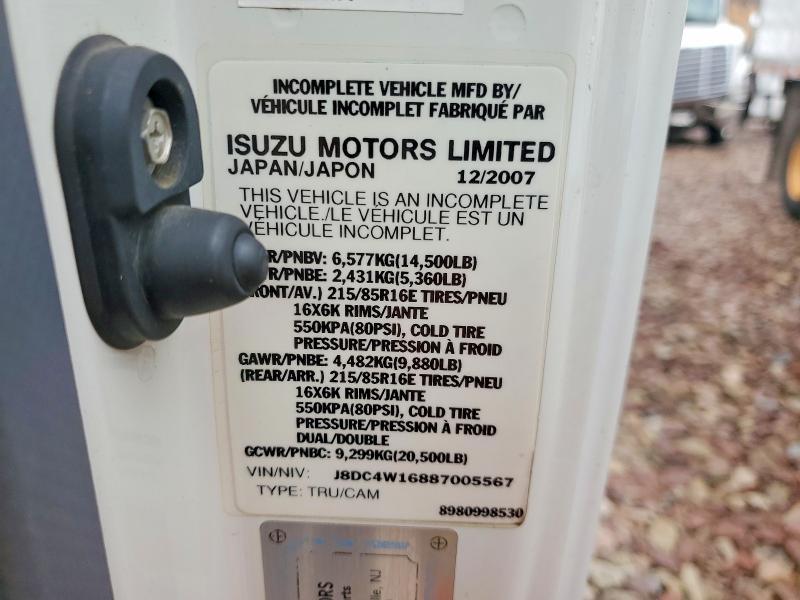 INCOMPLETE VEHICLE MFD BY/
VÉHICULE INCOMPLET FABRIQUÉ PAR
ISUZU MOTORS LIMITED
JAPAN/JAPON 12/2007
THIS VEHICLE IS AN INCOMPLETE
VEHICLE./LE VÉHICULE EST UN
VÉHICULE INCOMPLET.
R/PNBV: 6,577KG(14,500LB)
R/PNBE: 2,431KG(5,360LB)
RONT/AV.) 215/85R16E TIRES/PNEU
16X6K RIMS/JANTE
550KPA(80PSI), COLD TIRE
PRESSURE/PRESSION À FROID
GAWR/PNBE: 4,482KG(9,880LB)
(REAR/ARR.) 215/85R16E TIRES/PNEU
16X6K RIMS/JANTE
550KPA(80PSI), COLD TIRE
PRESSURE/PRESSION À FROID
DUAL/DOUBLE
GCWR/PNBC: 9,299KG(20,500LB)
VIN/NIV: J8DC4W16887005567
TYPE: TRU/CAM
8980998530
ORS
rts
lle, NJ